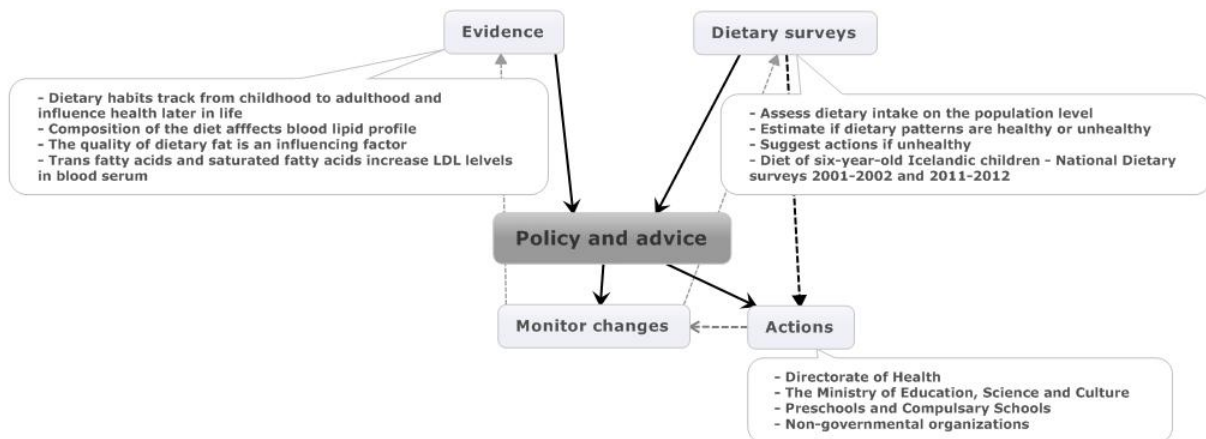 Evidence
Dietary surveys
- Dietary habits track from childhood to adulthood and
influence health later in life
- Composition of the diet afffects blood lipid profile
- The quality of dietary fat is an influencing factor
- Trans fatty acids and saturated fatty acids increase LDL lelvels
in blood serum
- Assess dietary intake on the population level
- Estimate if dietary patterns are healthy or unhealthy
- Suggest actions if unhealthy
- Diet of six-year-old Icelandic children - National Dietary
surveys 2001-2002 and 2011-2012
Policy and advice
Monitor changes
Actions
- Directorate of Health
- The Ministry of Education, Science and Culture
- Preschools and Compulsary Schools
- Non-governmental organizations